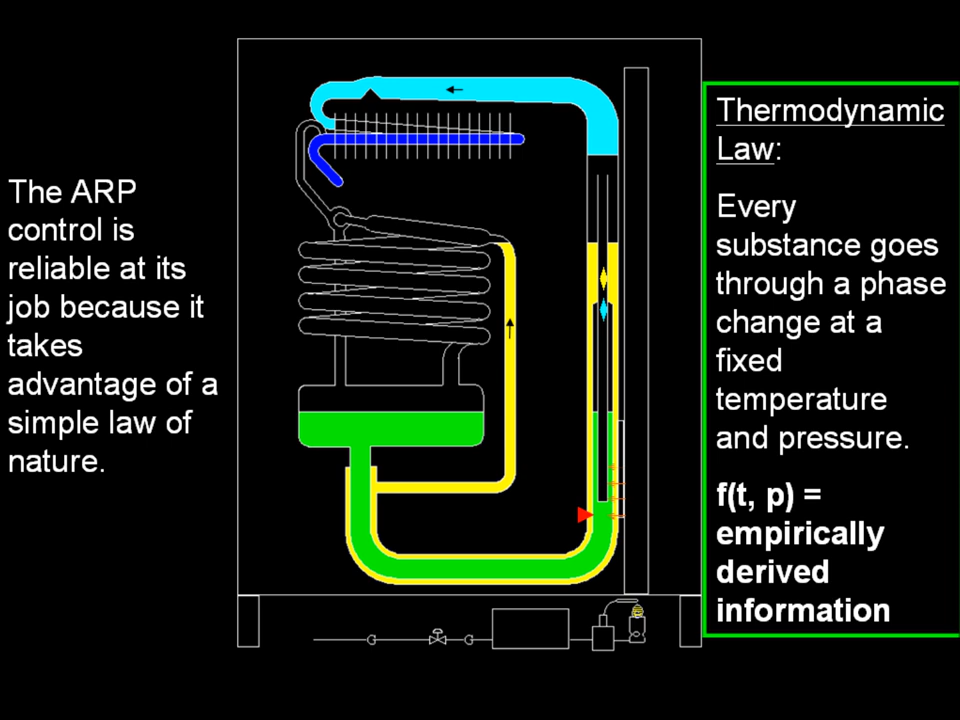 The ARP
control is
reliable at its
job because it
takes
advantage of a
simple law of
nature.
Thermodynamic
Law:
Every
substance goes
through a phase
change at a
fixed
temperature
and pressure.
f(t, p) =
empirically
derived
information